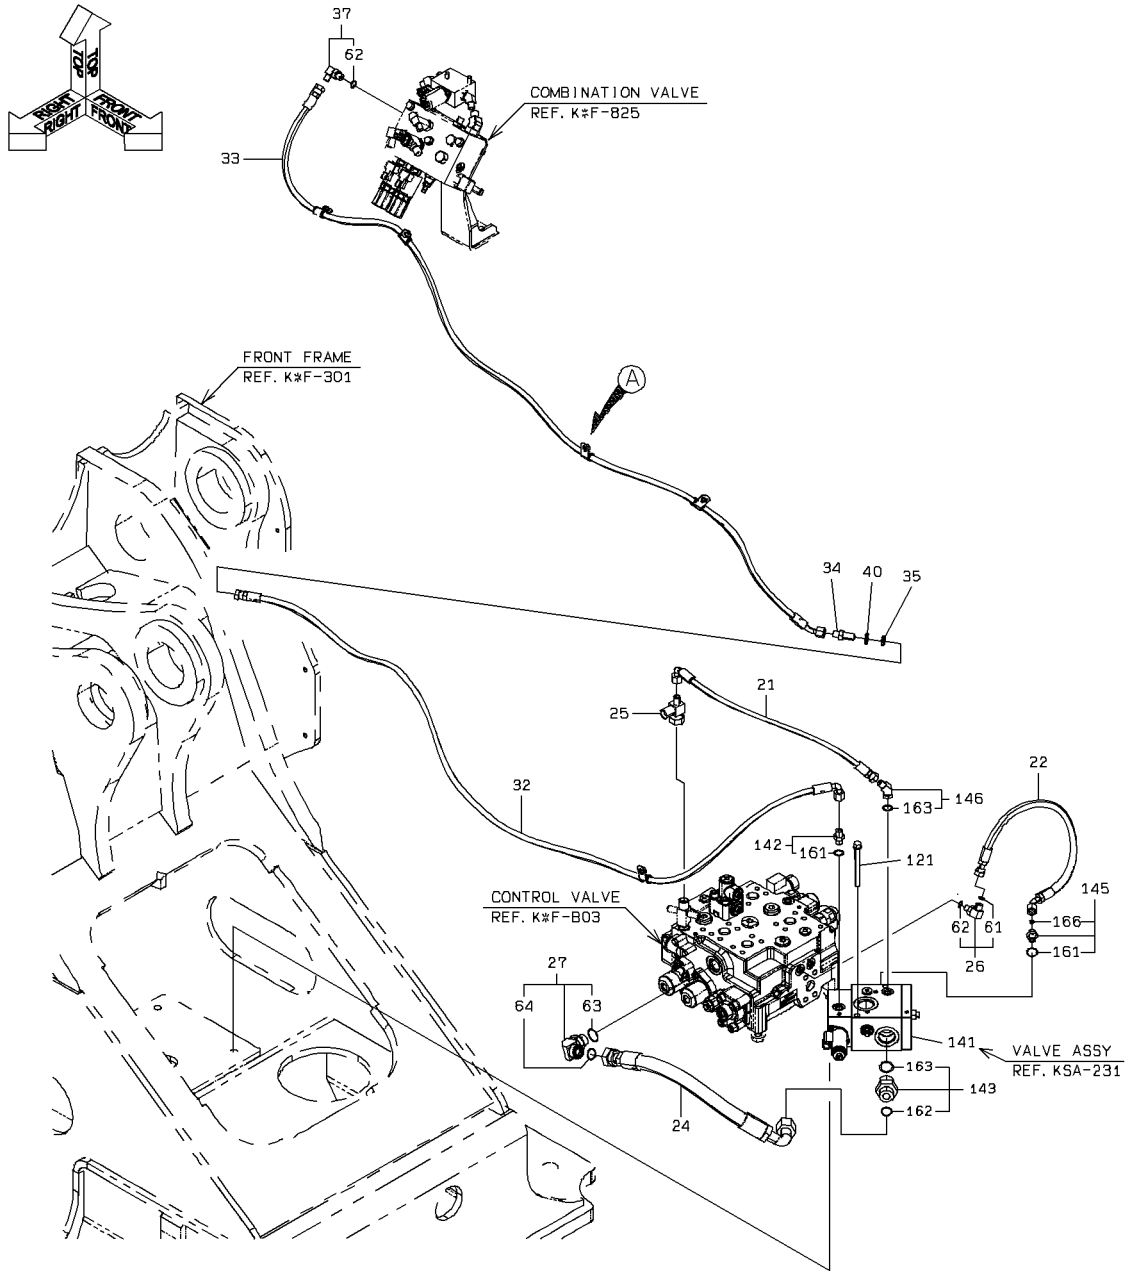 37
62
TOP
TOP
RIGHT
RIGHT
FRONT
FRONT
COMBINATION VALVE
REF. K*F-825
33
FRONT FRAME
REF. K*F-301
A
34
40
35
21
25
22
32
163
146
142
161
121
145
CONTROL VALVE
REF. K*F-B03
166
62
61
161
26
27
64
63
141
VALVE ASSY
REF. KSA-231
163
143
162
24